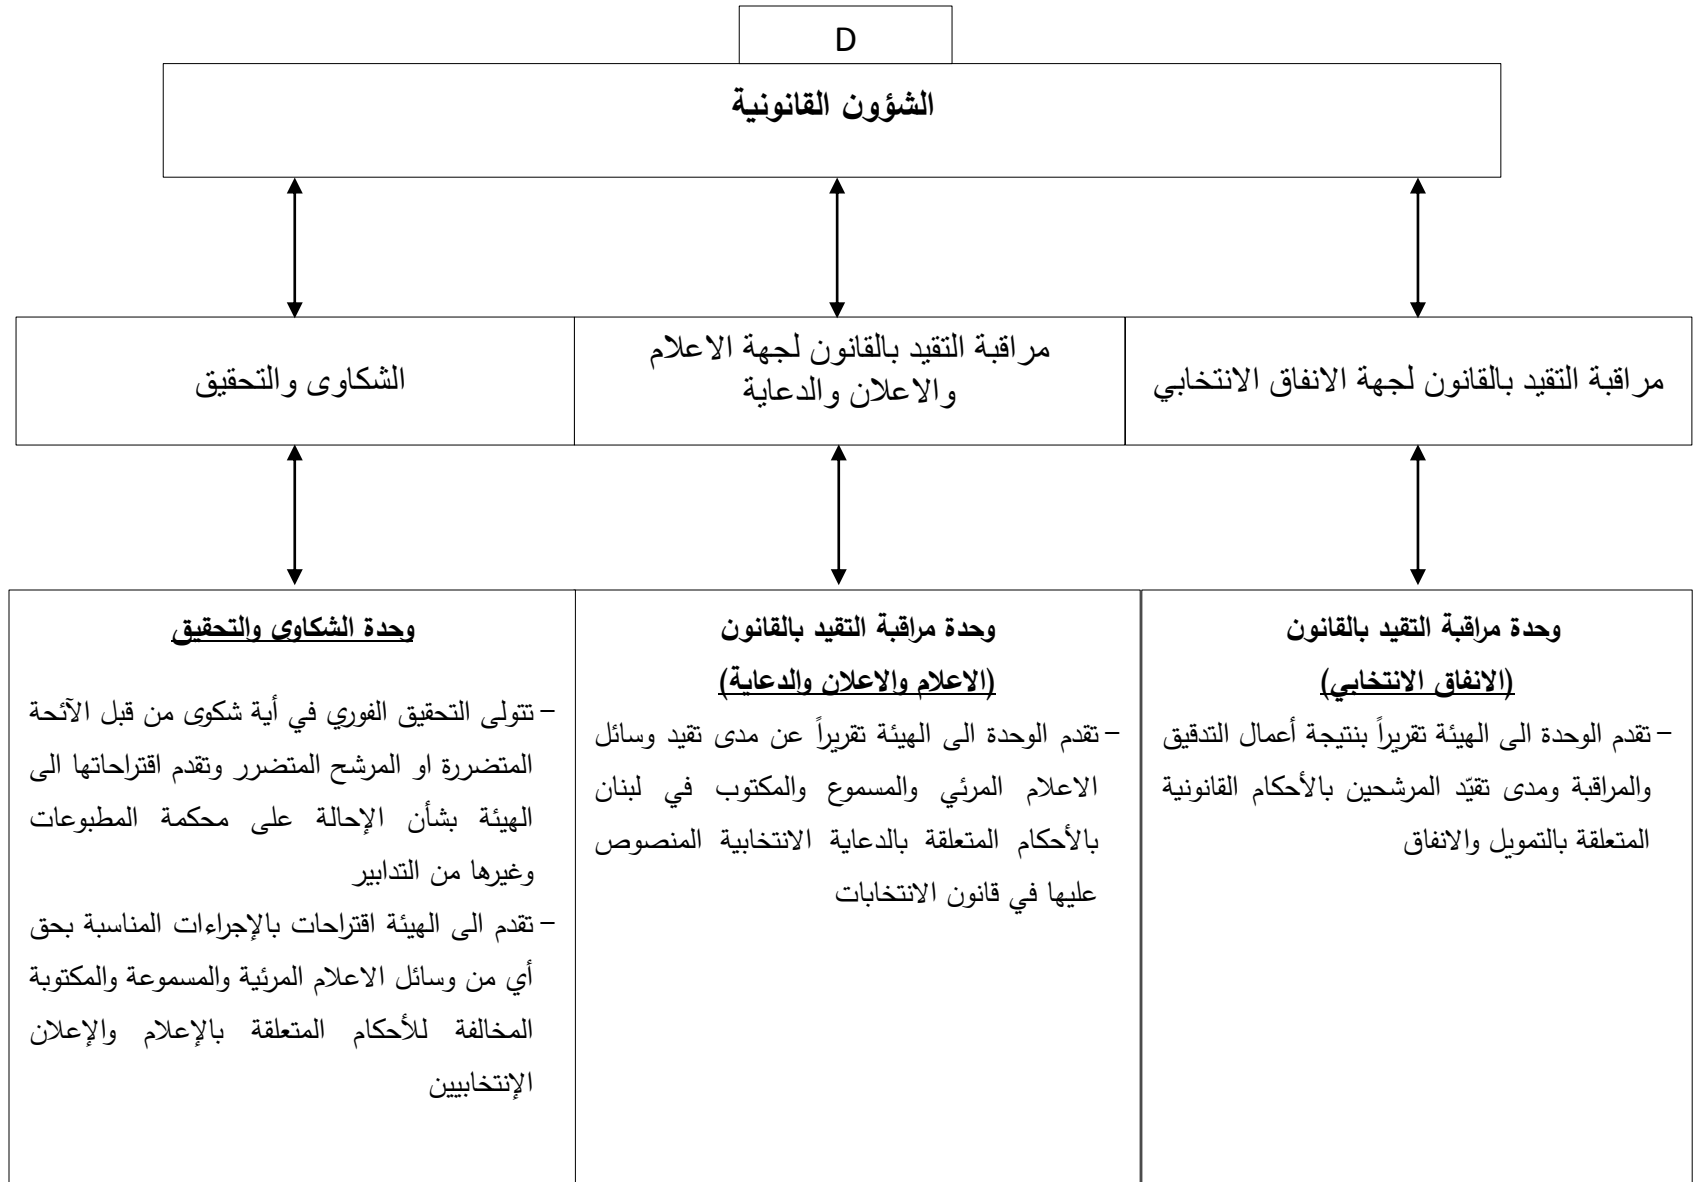 D
الشؤون القانونية
مراقبة التقيد بالقانون لجهة الانفاق الانتخابي
مراقبة التقيد بالقانون لجهة الاعلام
والاعلان والدعاية
الشكاوى والتحقيق
وحدة مراقبة التقيد بالقانون
(الانفاق الانتخابي)
– تقدم الوحدة الى الهيئة تقريراً بنتيجة أعمال التدقيق
والمراقبة ومدى تقيّد المرشحين بالأحكام القانونية
المتعلقة بالتمويل والانفاق
وحدة مراقبة التقيد بالقانون
(الاعلام والاعلان والدعاية)
– تقدم الوحدة الى الهيئة تقريراً عن مدى تقيد وسائل
الاعلام المرئي والمسموع والمكتوب في لبنان
بالأحكام المتعلقة بالدعاية الانتخابية المنصوص
عليها في قانون الانتخابات
وحدة الشكاوى والتحقيق
– تتولى التحقيق الفوري في أية شكوى من قبل الآئحة
المتضررة او المرشح المتضرر وتقدم اقتراحاتها الى
الهيئة بشأن الإحالة على محكمة المطبوعات
وغيرها من التدابير
– تقدم الى الهيئة اقتراحات بالإجراءات المناسبة بحق
أي من وسائل الاعلام المرئية والمسموعة والمكتوبة
المخالفة للأحكام المتعلقة بالإعلام والإعلان
الإنتخابيين